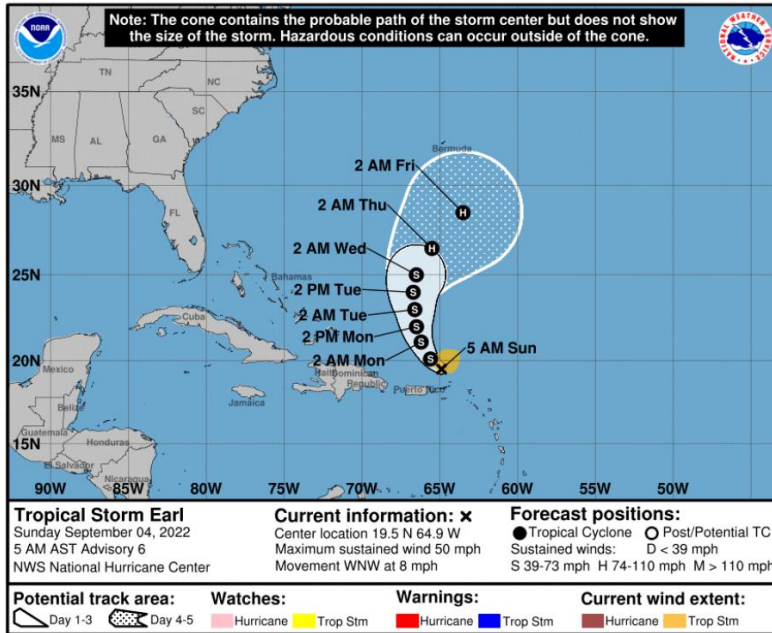 Note: The cone contains the probable path of the storm center but does not show
the size of the storm. Hazardous conditions can occur outside of the cone.
NOAA
NATIONAL WEATHER SERVICE
TN
NC
35N
SC
MS
AL
GA
Bermuda
2 AM Fri
30N
2 AM Thu
FL
2 AM Wed
25N
Bahamas
2 PM Tue
2 AM Tue
Cuba
2 PM Mon
5 AM Sun
2 AM Mon
20N
Mexico
Haiti
Dominican
Republic
Puerto Rico
Jamaica
Belize
Guatemala
Honduras
15N
El Salvador
Nicaragua
H
H
S
S
S
S
S
S
90W 85W 80W 75W 70W 65W 60W 55W 50W
Tropical Storm Earl
Sunday September 04, 2022
5 AM AST Advisory 6
NWS National Hurricane Center
Current information: ×
Center location 19.5 N 64.9 W
Maximum sustained wind 50 mph
Movement WNW at 8 mph
Forecast positions:
Tropical Cyclone Post/Potential TC
Sustained winds: D < 39 mph
S 39-73 mph H 74-110 mph M > 110 mph
Potential track area:
Day 1-3 Day 4-5
Watches:
Hurricane Trop Stm
Warnings:
Hurricane Trop Stm
Current wind extent:
Hurricane Trop Stm